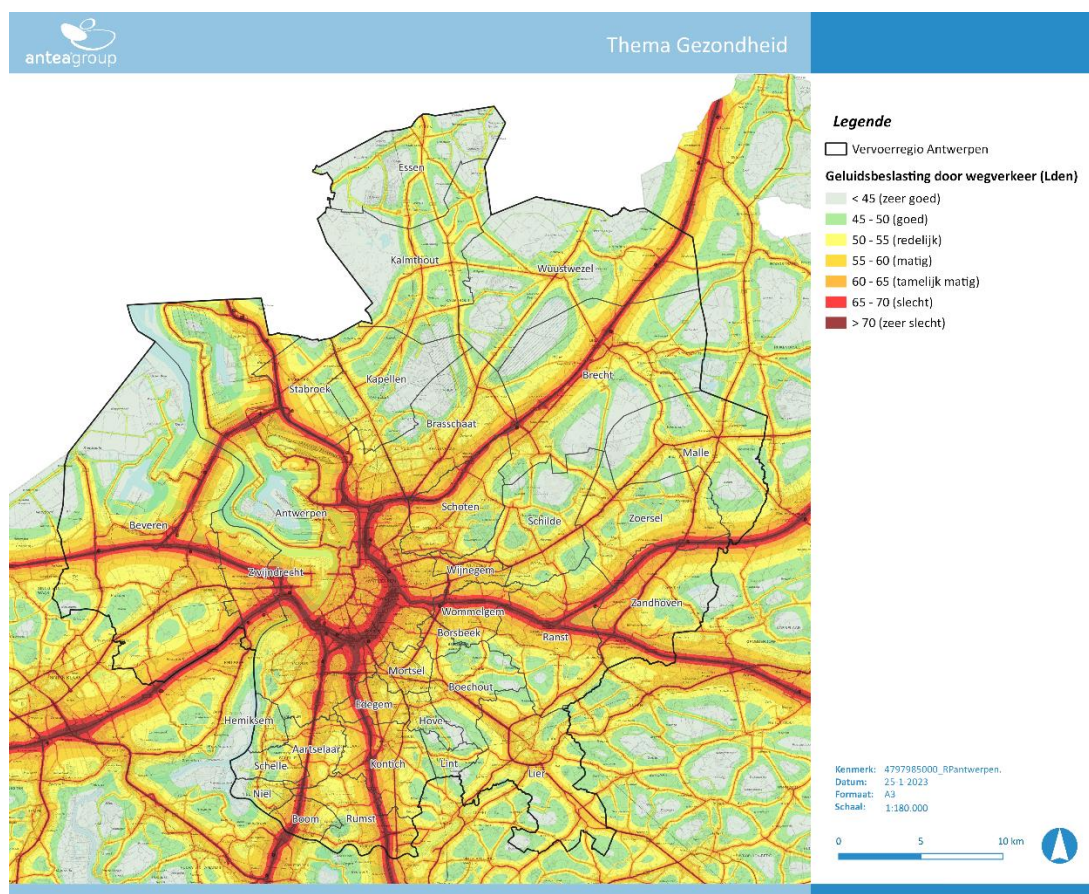 anteagroup
Thema Gezondheid
Legende
Vervoerregio Antwerpen
Geluidsbeslasting door wegverkeer (Lden)
< 45 (zeer goed)
45 - 50 (goed)
50 - 55 (redelijk)
55 - 60 (matig)
60 - 65 (tamelijk matig)
65 - 70 (slecht)
> 70 (zeer slecht)
Essen
Kalmthout
Wuustwezel
Brecht
Kapellen
Stabroek
Brasschaat
Malle
Schoten
Antwerpen
Schilde
Zoersel
Beveren
Wijnegem
Zwijndrecht
Zandhoven
Wommelgem
Borsbeek
Ranst
Mortsel
Boechout
Edegem
Hemiksem
Hove
Aartselaar
Schelle
Kontich
Lint
Lier
Niel
Boom
Rumst
Kenmerk: 4797985000_RPantwerpen.
Datum: 25-1-2023
Formaat: A3
Schaal: 1:180.000
0 5 10 km